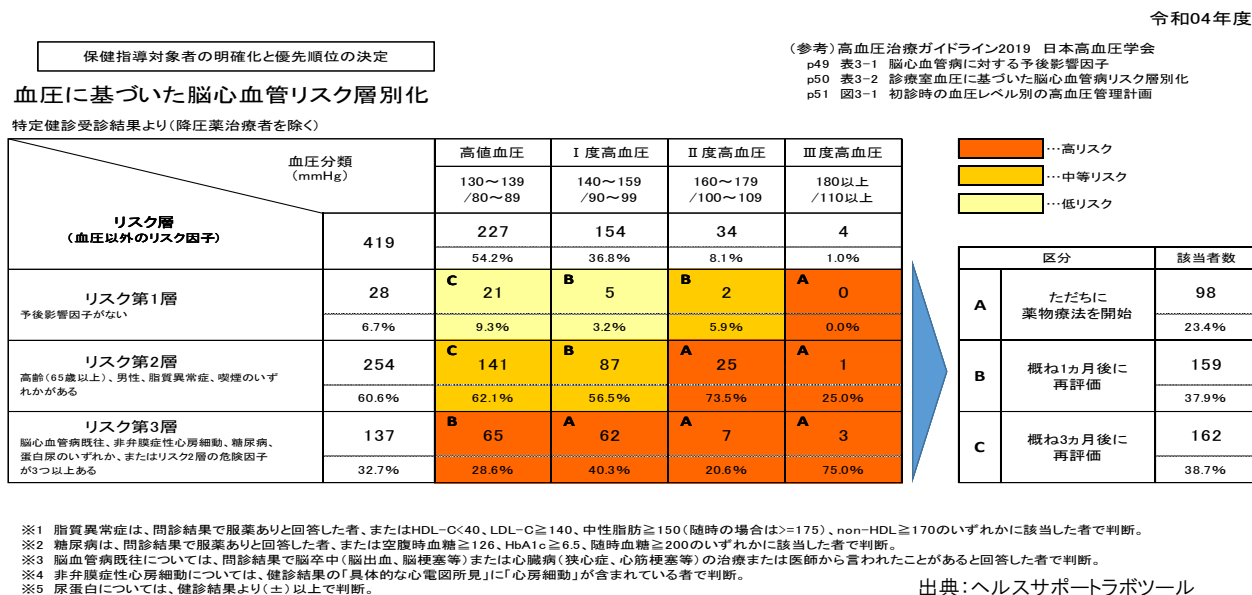 令和04年度
保健指導対象者の明確化と優先順位の決定
(参考)高血圧治療ガイドライン2019 日本高血圧学会
p49 表3-1 脳心血管病に対する予後影響因子
p50 表3-2 診療室血圧に基づいた脳心血管病リスク層別化
p51 図3-1 初診時の血圧レベル別の高血圧管理計画
血圧に基づいた脳心血管リスク層別化
特定健診受診結果より(降圧薬治療者を除く)
血圧分類
(mmHg)
リスク層
(血圧以外のリスク因子)
高値血圧 Ⅰ度高血圧 Ⅱ度高血圧 Ⅲ度高血圧
130～139 140～159 160～179 180以上
/80～89 /90～99 /100～109 /110以上
419 227 154 34 4
54.2% 36.8% 8.1% 1.0%
リスク第1層
予後影響因子がない
28 C 21 B 5 B 2 A 0
6.7% 9.3% 3.2% 5.9% 0.0%
リスク第2層
高齢(65歳以上)、男性、脂質異常症、喫煙のいず
れかがある
254 C 141 B 87 A 25 A 1
60.6% 62.1% 56.5% 73.5% 25.0%
リスク第3層
脳心血管病既往、非弁膜症性心房細動、糖尿病、
蛋白尿のいずれか、またはリスク2層の危険因子
が3つ以上ある
137 B 65 A 62 A 7 A 3
32.7% 28.6% 40.3% 20.6% 75.0%
…高リスク
…中等リスク
…低リスク
区分 該当者数
A ただちに
薬物療法を開始
98
23.4%
B 概ね1ヵ月後に
再評価
159
37.9%
C 概ね3ヵ月後に
再評価
162
38.7%
※1 脂質異常症は、問診結果で服薬ありと回答した者、またはHDL-C<40、LDL-C≧140、中性脂肪≧150(随時の場合は>=175)、non-HDL≧170のいずれかに該当した者で判断。
※2 糖尿病は、問診結果で服薬ありと回答した者、または空腹時血糖≧126、HbA1c≧6.5、随時血糖≧200のいずれかに該当した者で判断。
※3 脳血管病既往については、問診結果で脳卒中(脳出血、脳梗塞等)または心臓病(狭心症、心筋梗塞等)の治療または医師から言われたことがあると回答した者で判断。
※4 非弁膜症性心房細動については、健診結果の「具体的な心電図所見」に「心房細動」が含まれている者で判断。
※5 尿蛋白については、健診結果より(±)以上で判断。
出典：ヘルスサポートラボツール